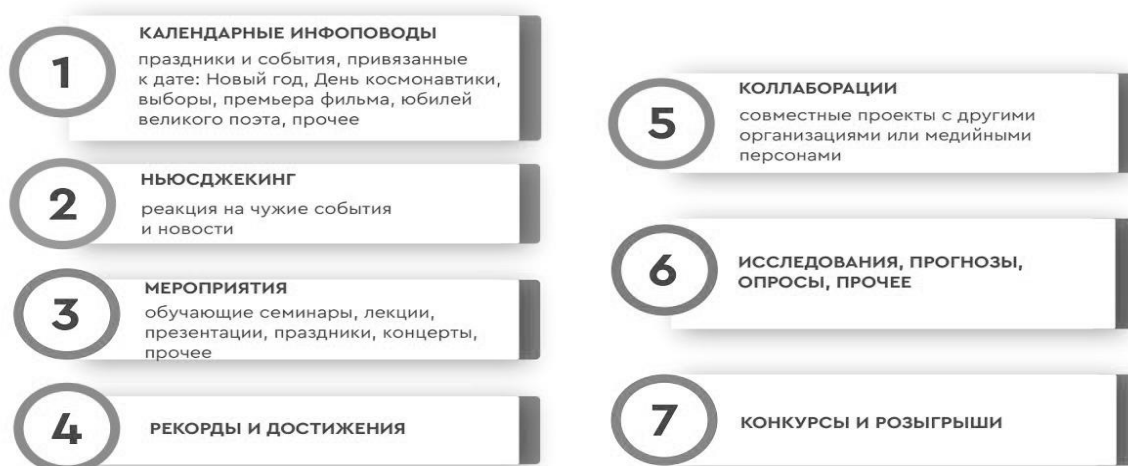 1
КАЛЕНДАРНЫЕ ИНФОПОВОДЫ
праздники и события, привязанные
к дате: Новый год, День космонавтики,
выборы, премьера фильма, юбилей
великого поэта, прочее
2
НЬЮСДЖЕКИНГ
реакция на чужие события
и новости
3
МЕРОПРИЯТИЯ
обучающие семинары, лекции,
презентации, праздники, концерты,
прочее
4
РЕКОРДЫ И ДОСТИЖЕНИЯ
5
КОЛЛАБОРАЦИИ
совместные проекты с другими
организациями или медийными
персонами
6
ИССЛЕДОВАНИЯ, ПРОГНОЗЫ,
ОПРОСЫ, ПРОЧЕЕ
7
КОНКУРСЫ И РОЗЫГРЫШИ